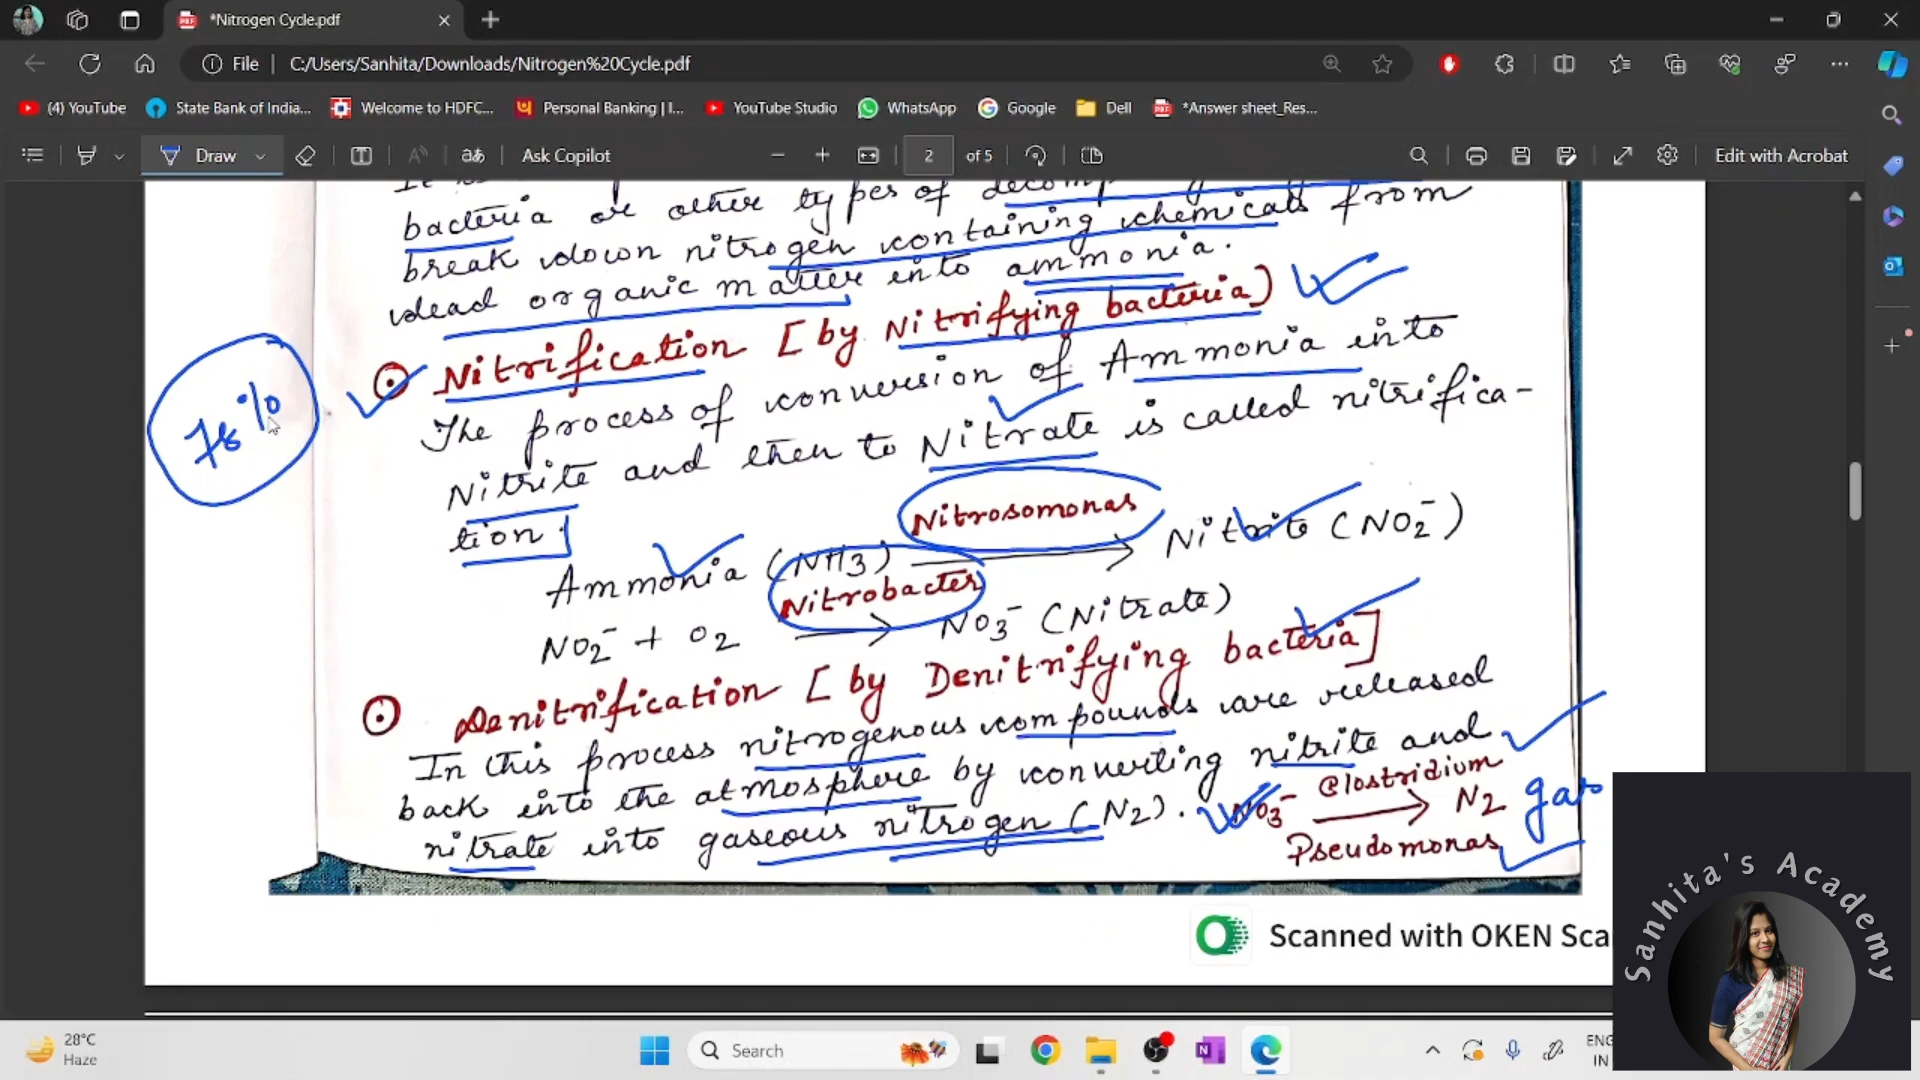 *Nitrogen Cycle.pdf
File
C:/Users/Sanhita/Downloads/Nitrogen%20Cycle.pdf
(4) YouTube
State Bank of India...
Welcome to HDFC...
Personal Banking | I...
YouTube Studio
WhatsApp
Google
Dell
*Answer sheet_Res...
Draw
Ask Copilot
2 of 5
Edit with Acrobat
bacteria or other types of
break down nitrogen containing chemicals from
dead organic matter into ammonia.
Nitrification [by Nitrifying bacteria]
78%
The process of conversion of Ammonia into
Nitrite and then to Nitrate is called nitrifica-
tion.
Nitrosomonas
Ammonia (NH3) → Nitrite (NO2-)
Nitrobacter
NO2- + O2 → NO3- (Nitrate)
Denitrification [by Denitrifying bacteria]
In this process nitrogenous compounds are released
back into the atmosphere by converting nitrite and
nitrate into gaseous nitrogen (N2).
Clostridium
NO3- → N2 gas
Pseudomonas
Sanhita's Academy
Scanned with OKEN Sca
28°C
Haze
Search
ENG
IN